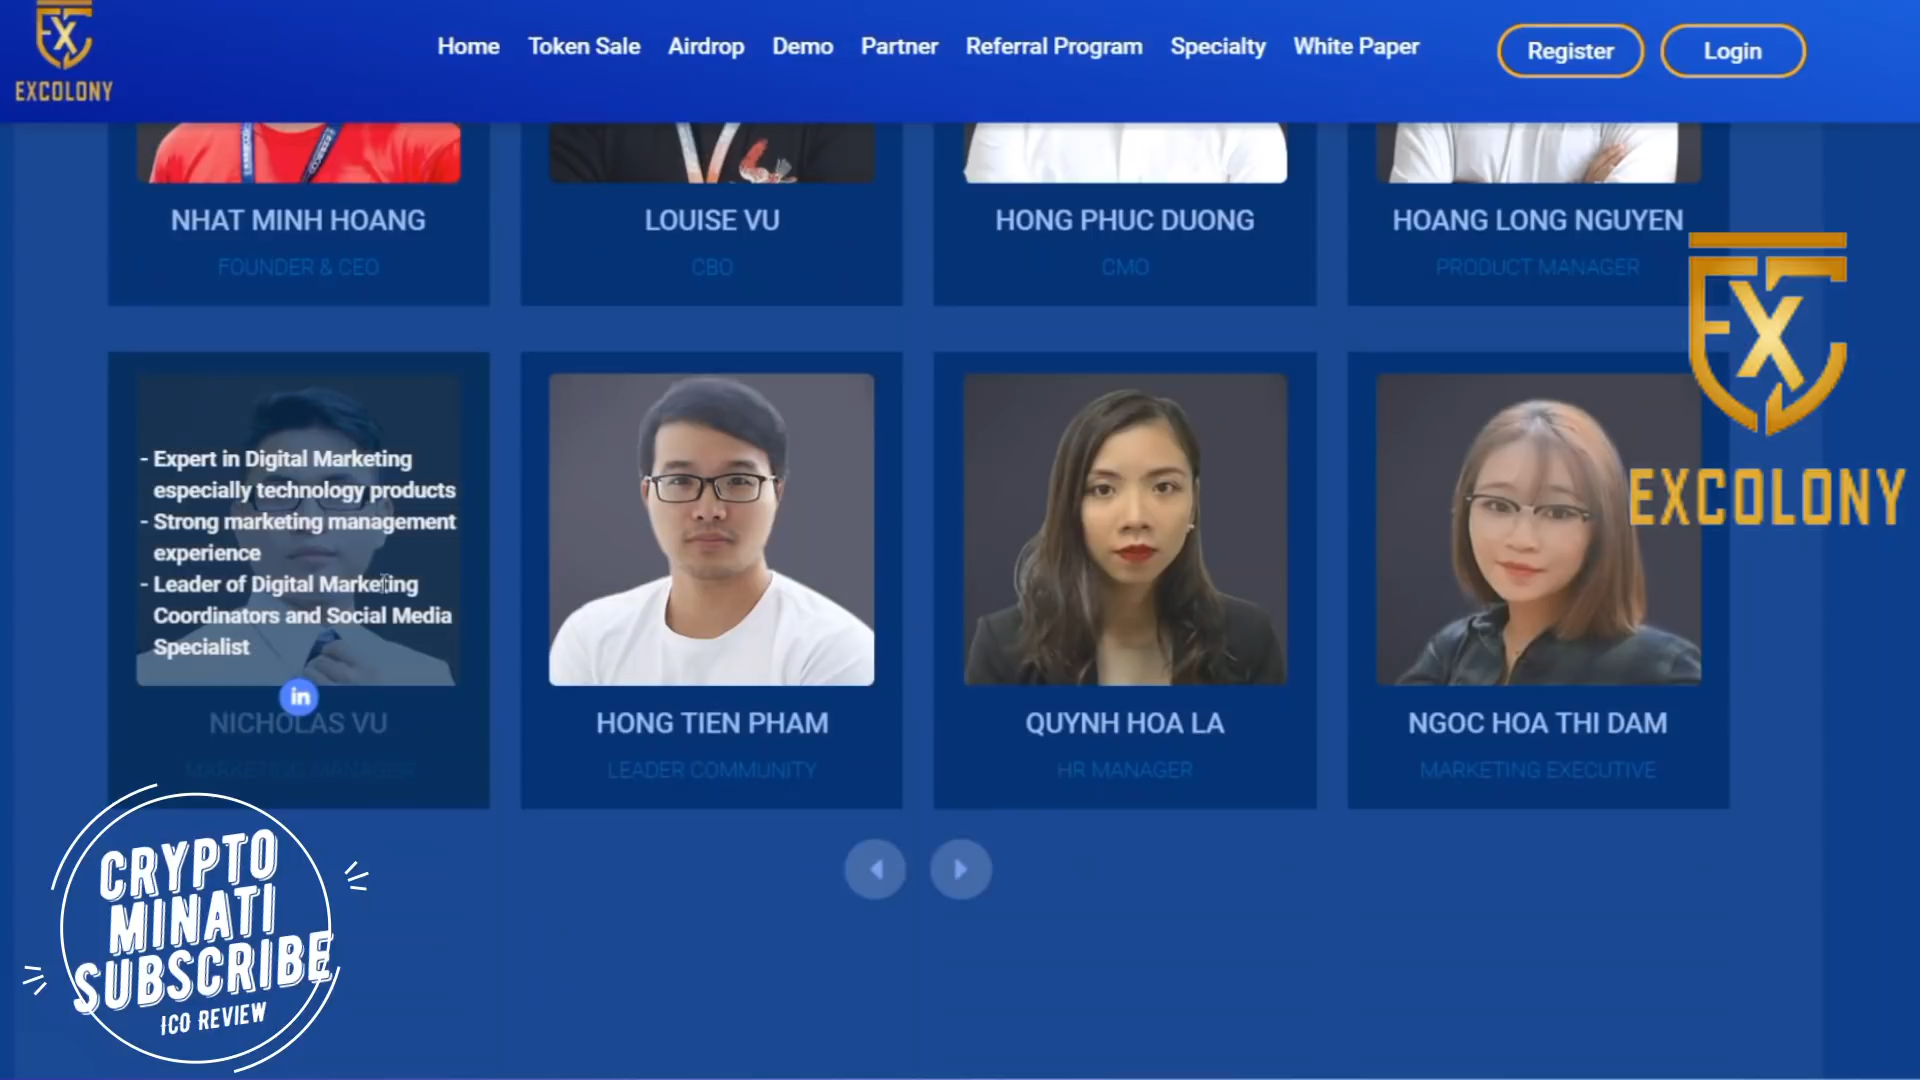 EXCOLONY
Home Token Sale Airdrop Demo Partner Referral Program Specialty White Paper Register Login
NHAT MINH HOANG LOUISE VU HONG PHUC DUONG HOANG LONG NGUYEN
FOUNDER & CEO CBO CMO PRODUCT MANAGER
- Expert in Digital Marketing
especially technology products
- Strong marketing management
experience
- Leader of Digital Marketing
Coordinators and Social Media
Specialist
in
EXCOLONY
NICHOLAS VU HONG TIEN PHAM QUYNH HOA LA NGOC HOA THI DAM
MARKETING MANAGER LEADER COMMUNITY HR MANAGER MARKETING EXECUTIVE
CRYPTO
MINATI
SUBSCRIBE
ICO REVIEW